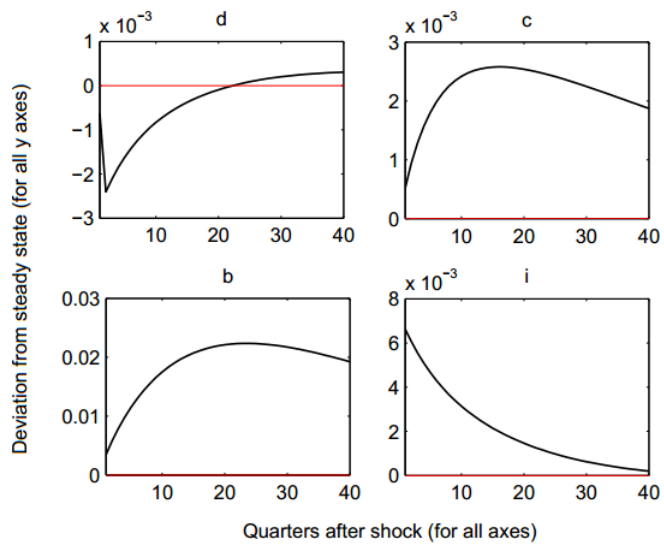 d
x 10⁻³
1
0
−1
−2
−3
10 20 30 40
c
x 10⁻³
3
2
1
0
10 20 30 40
b
0.03
0.02
0.01
0
10 20 30 40
i
x 10⁻³
8
6
4
2
0
10 20 30 40
Deviation from steady state (for all y axes)
Quarters after shock (for all axes)